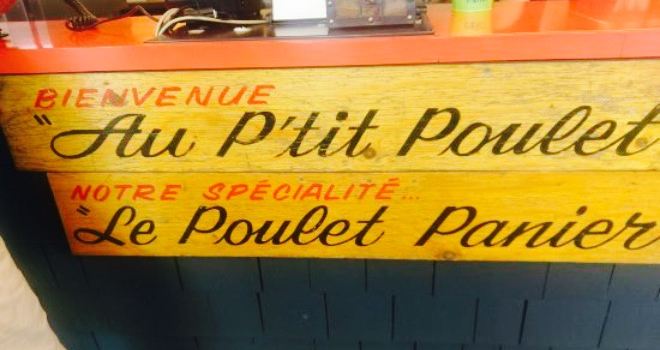 BIENVENUE
"Au P'tit Poulet
NOTRE SPÉCIALITÉ...
"Le Poulet Panier